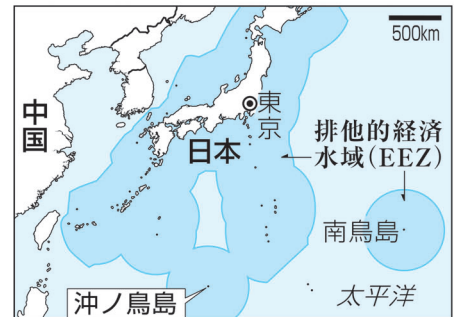 500km
中国
東京
日本
排他的経済
水域(EEZ)
南鳥島
沖ノ鳥島
太平洋